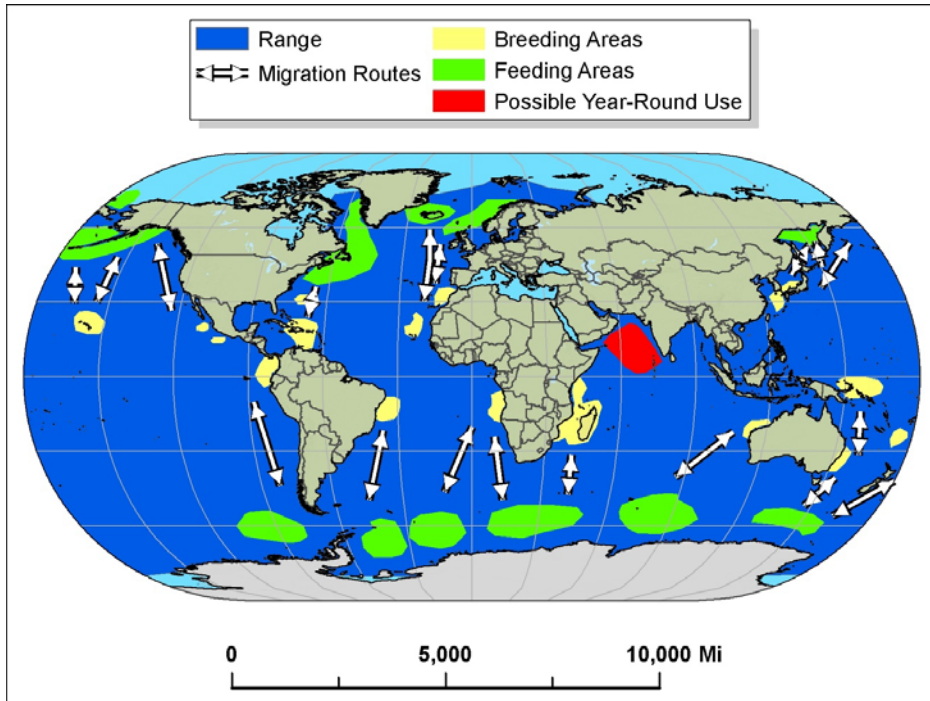 Range
Migration Routes
Breeding Areas
Feeding Areas
Possible Year-Round Use
0 5,000 10,000 Mi